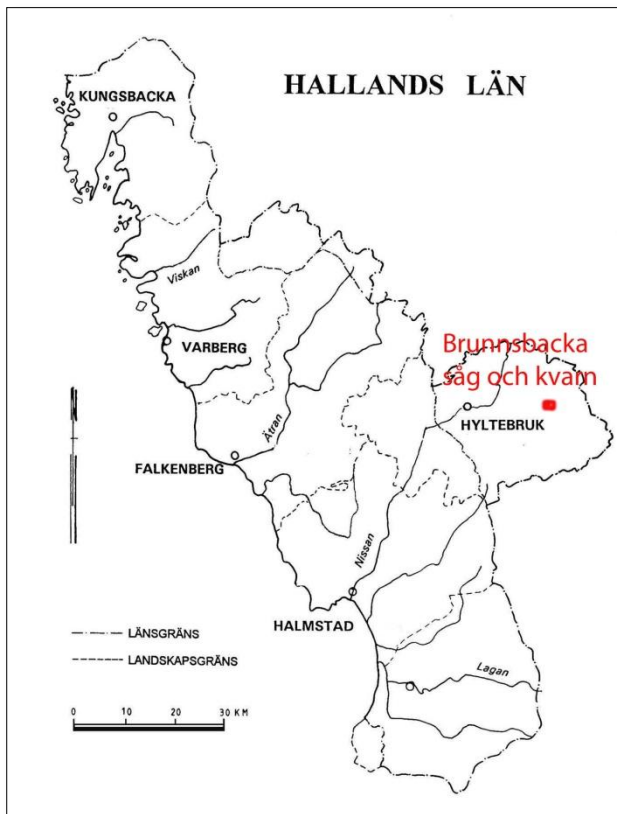 HALLANDS LÄN
KUNGSBACKA
Viskan
VARBERG
Brunnsbacka
såg och kvarn
HYLTEBRUK
Ätran
FALKENBERG
Nissan
HALMSTAD
LÄNSGRÄNS
LANDSKAPSGRÄNS
Lagan
0 10 20 30 KM